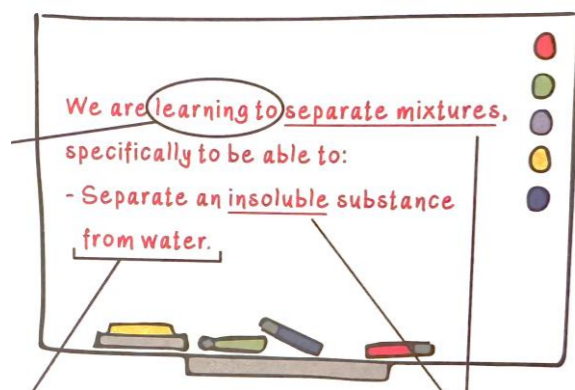 We are learning to separate mixtures,
specifically to be able to:
- Separate an insoluble substance
from water.